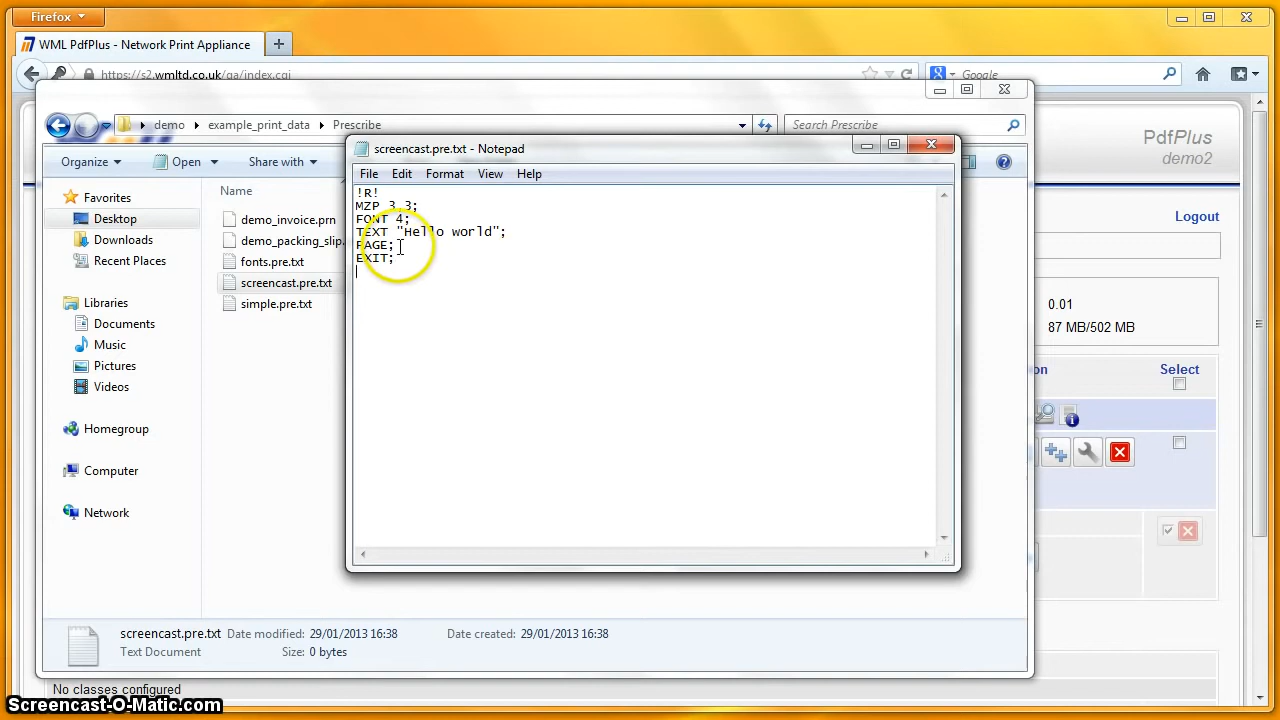 Firefox
WML PdfPlus - Network Print Appliance
https://s2.wmltd.co.uk/qa/index.cgi
Google
demo
example_print_data
Prescribe
Search Prescribe
PdfPlus
demo2
screencast.pre.txt - Notepad
Organize
Open
Share with
File
Edit
Format
View
Help
Name
Favorites
Desktop
Downloads
Recent Places
Libraries
Documents
Music
Pictures
Videos
Homegroup
Computer
Network
demo_invoice.prn
demo_packing_slip.
fonts.pre.txt
screencast.pre.txt
simple.pre.txt
!R!
MZP 3,3;
FONT 4;
TEXT "Hello world";
PAGE;
EXIT;
Logout
0.01
87 MB/502 MB
on
Select
screencast.pre.txt Date modified: 29/01/2013 16:38 Date created: 29/01/2013 16:38
Text Document Size: 0 bytes
No classes configured
Screencast-O-Matic.com